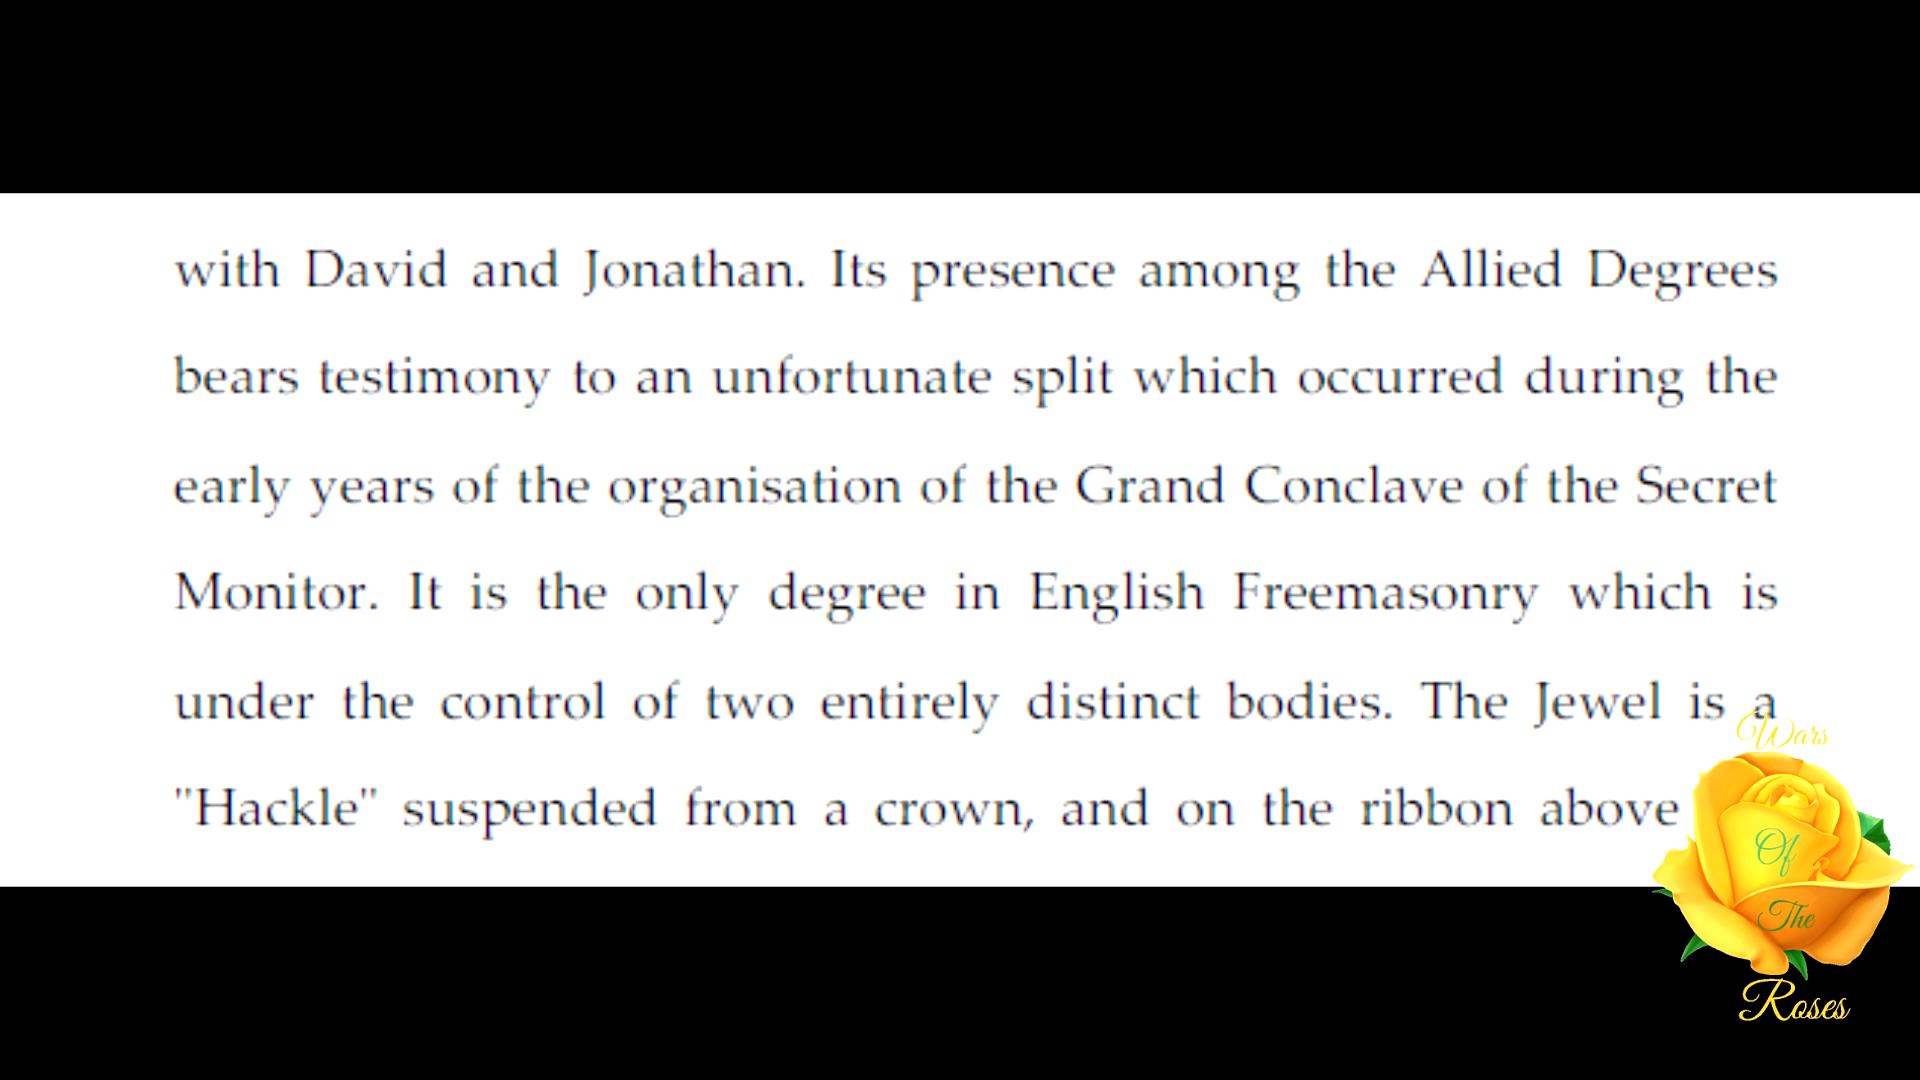 with David and Jonathan. Its presence among the Allied Degrees
bears testimony to an unfortunate split which occurred during the
early years of the organisation of the Grand Conclave of the Secret
Monitor. It is the only degree in English Freemasonry which is
under the control of two entirely distinct bodies. The Jewel is a
"Hackle" suspended from a crown, and on the ribbon above
Wars
Of
The
Roses